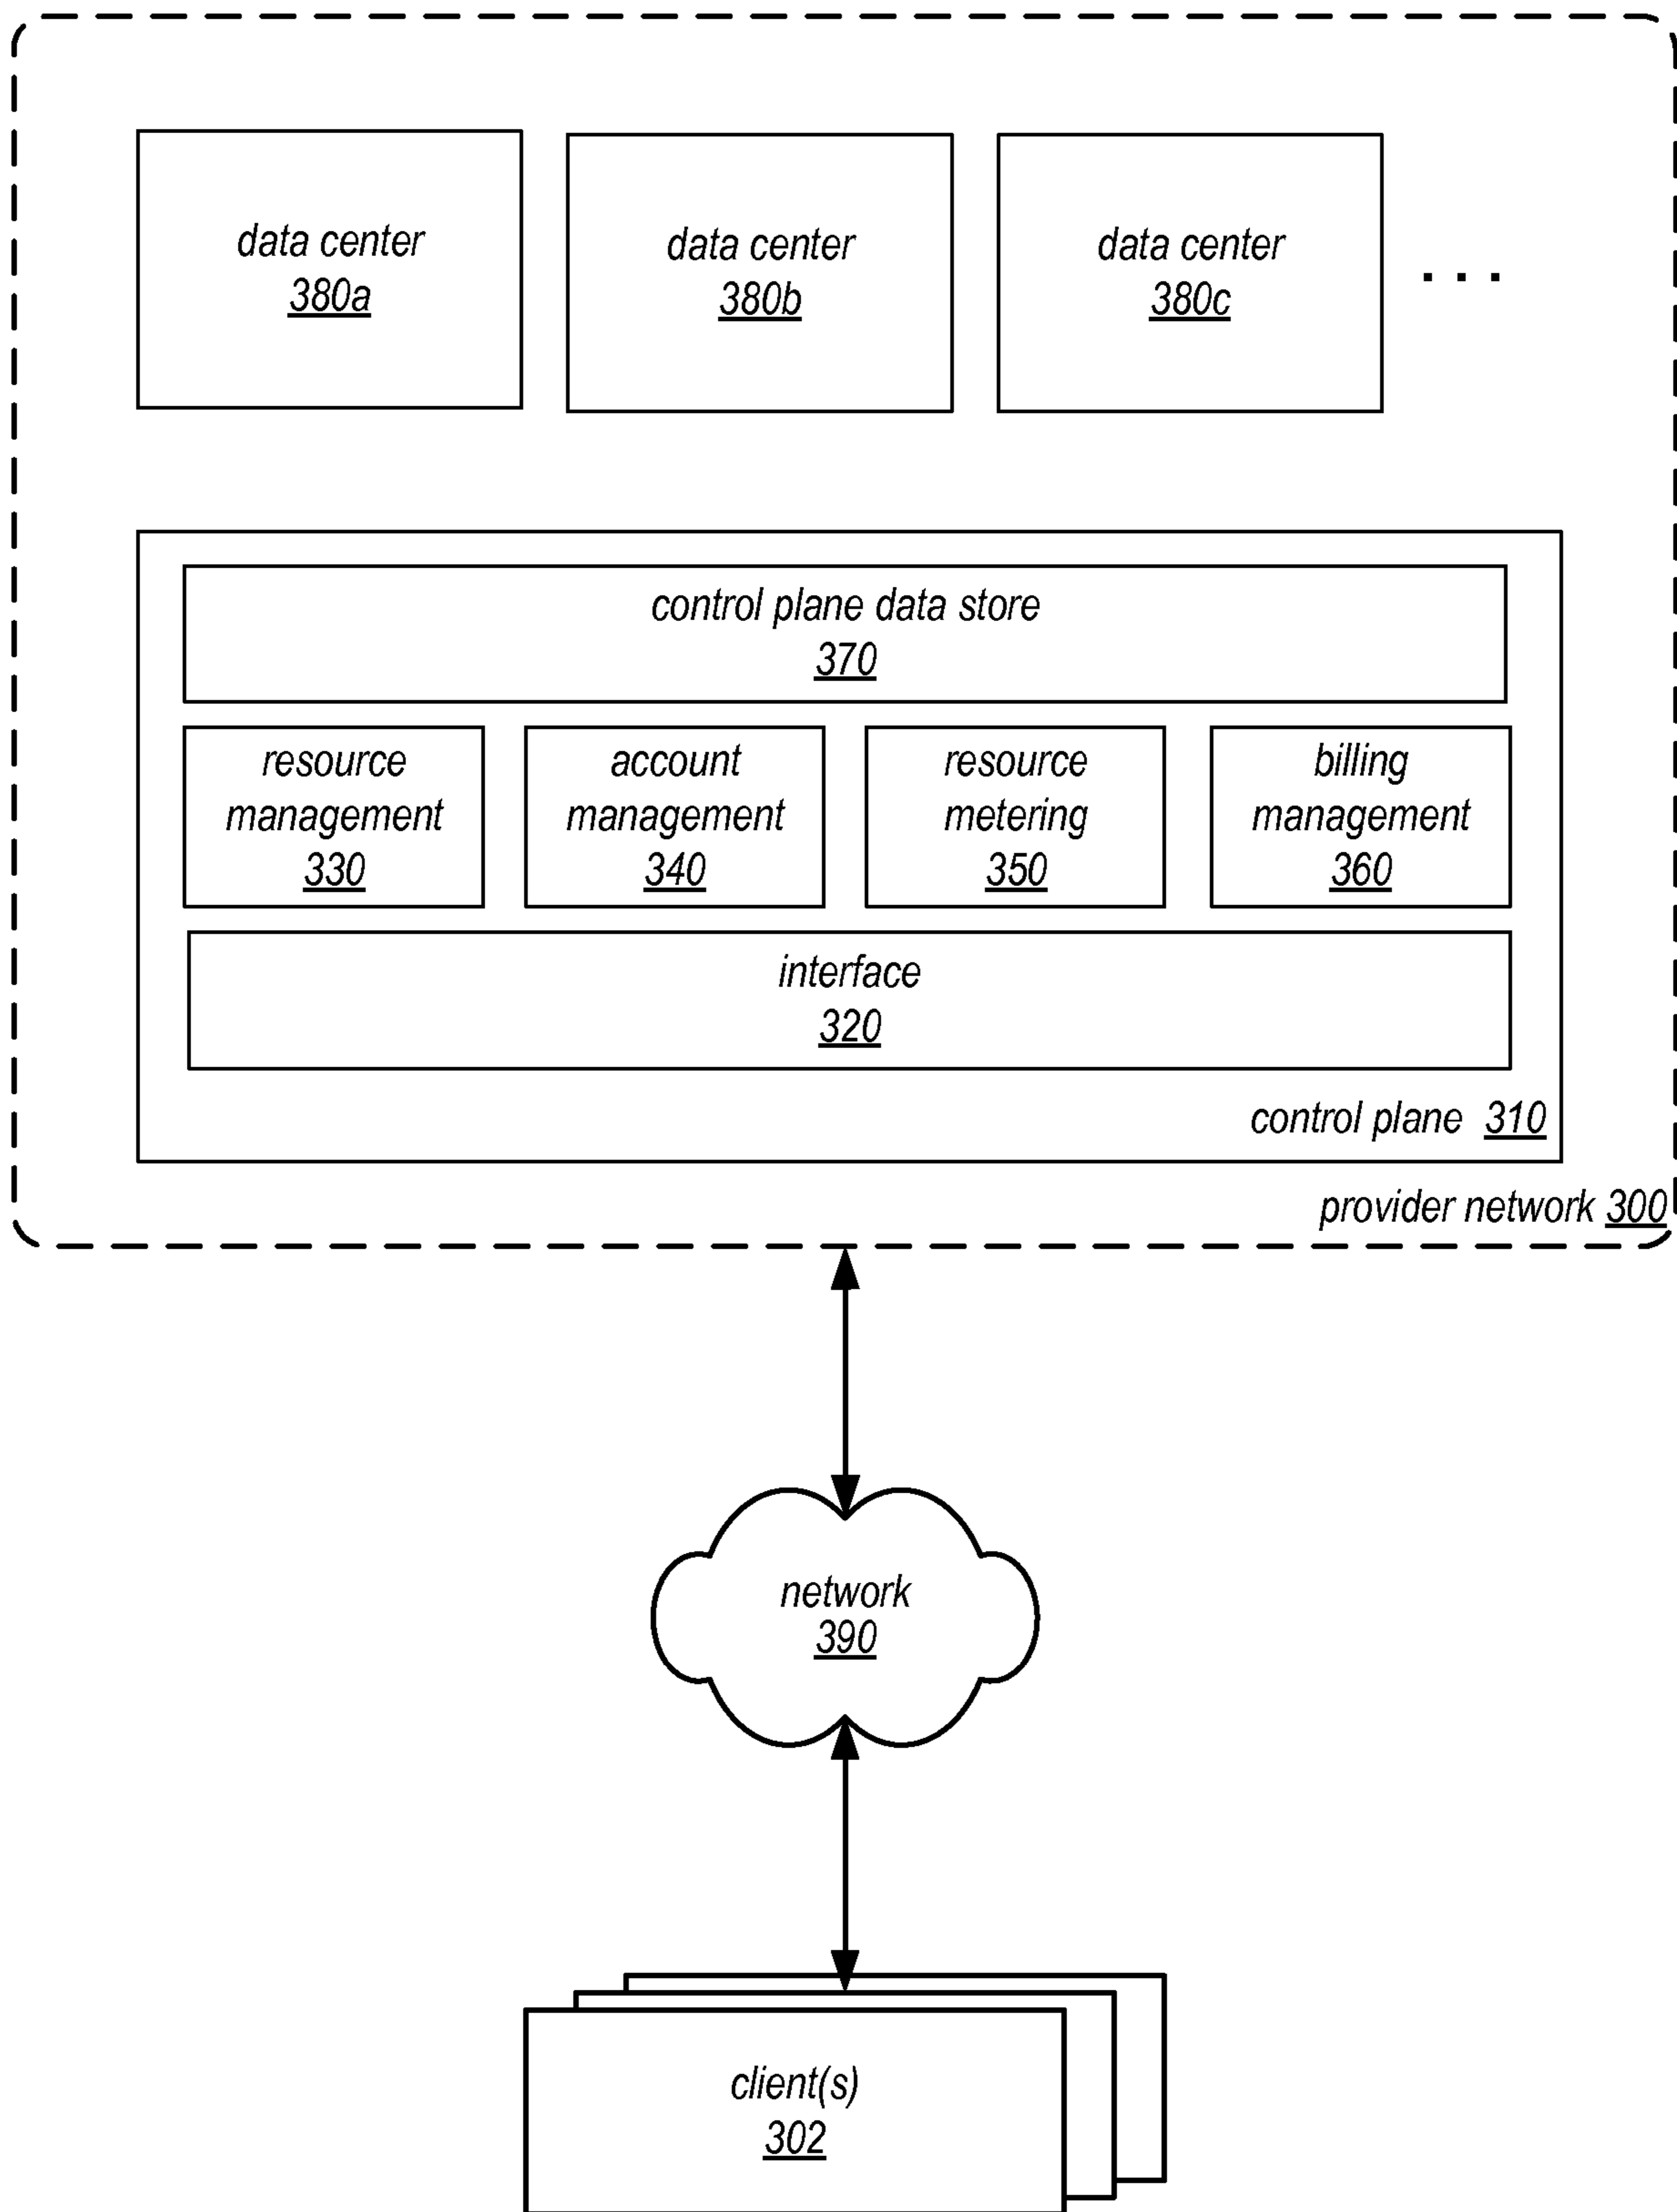 data center
380a
data center
380b
data center
380c
. . .
control plane data store
370
resource
management
330
account
management
340
resource
metering
350
billing
management
360
interface
320
control plane 310
provider network 300
network
390
client(s)
302